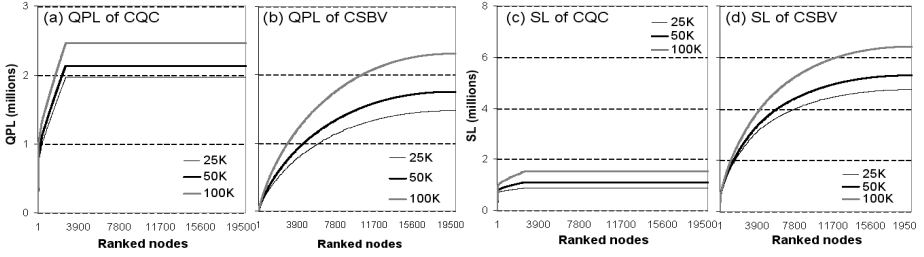 (a) QPL of CQC
QPL (millions)
3
2
1
0
25K
50K
100K
1 3900 7800 11700 15600 19500
Ranked nodes
(b) QPL of CSBV
25K
50K
100K
1 3900 7800 11700 15600 19500
Ranked nodes
(c) SL of CQC
SL (millions)
8
6
4
2
0
25K
50K
100K
1 3900 7800 11700 15600 19500
Ranked nodes
(d) SL of CSBV
25K
50K
100K
1 3900 7800 11700 15600 19500
Ranked nodes